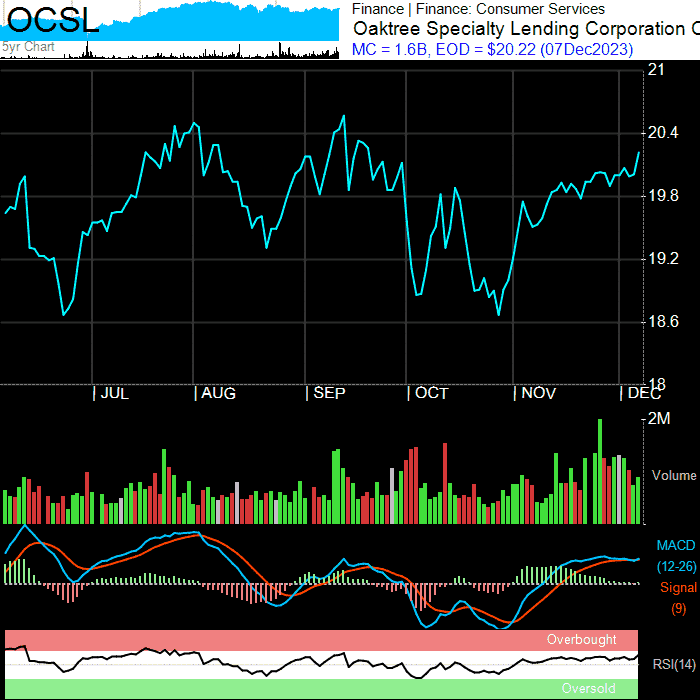 OCSL
5yr Chart
Finance | Finance: Consumer Services
Oaktree Specialty Lending Corporation C
MC = 1.6B, EOD = $20.22 (07Dec2023)
21
20.4
19.8
19.2
18.6
18
| JUL | AUG | SEP | OCT | NOV | DEC
2M
Volume
MACD
(12-26)
Signal
(9)
Overbought
RSI(14)
Oversold